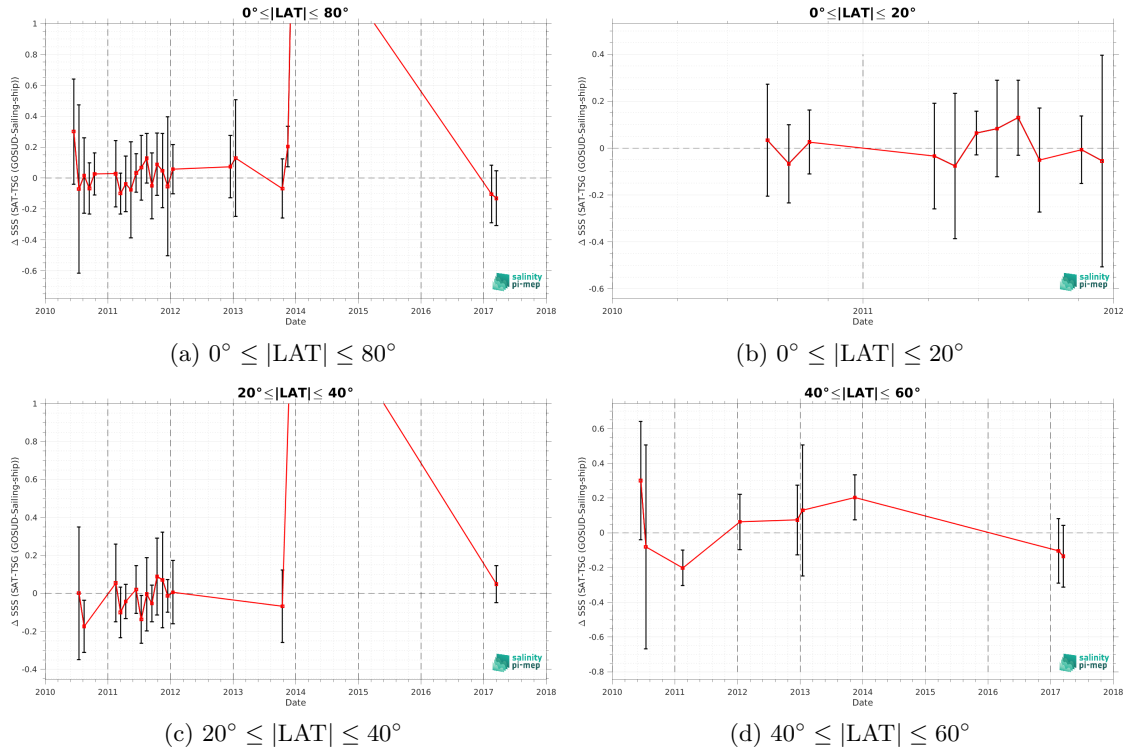 0°≤|LAT|≤ 80°
Δ SSS (SAT-TSG (GOSUD-Sailing-ship))
1
0.8
0.6
0.4
0.2
0
-0.2
-0.4
-0.6
2010 2011 2012 2013 2014 2015 2016 2017 2018
Date
salinity
pi-mep
(a) 0° ≤ |LAT| ≤ 80°
0°≤|LAT|≤ 20°
Δ SSS (SAT-TSG (GOSUD-Sailing-ship))
0.4
0.2
0
-0.2
-0.4
-0.6
2010 2011 2012
Date
salinity
pi-mep
(b) 0° ≤ |LAT| ≤ 20°
20°≤|LAT|≤ 40°
Δ SSS (SAT-TSG (GOSUD-Sailing-ship))
1
0.8
0.6
0.4
0.2
0
-0.2
-0.4
2010 2011 2012 2013 2014 2015 2016 2017 2018
Date
salinity
pi-mep
(c) 20° ≤ |LAT| ≤ 40°
40°≤|LAT|≤ 60°
Δ SSS (SAT-TSG (GOSUD-Sailing-ship))
0.6
0.4
0.2
0
-0.2
-0.4
-0.6
-0.8
2010 2011 2012 2013 2014 2015 2016 2017 2018
Date
salinity
pi-mep
(d) 40° ≤ |LAT| ≤ 60°